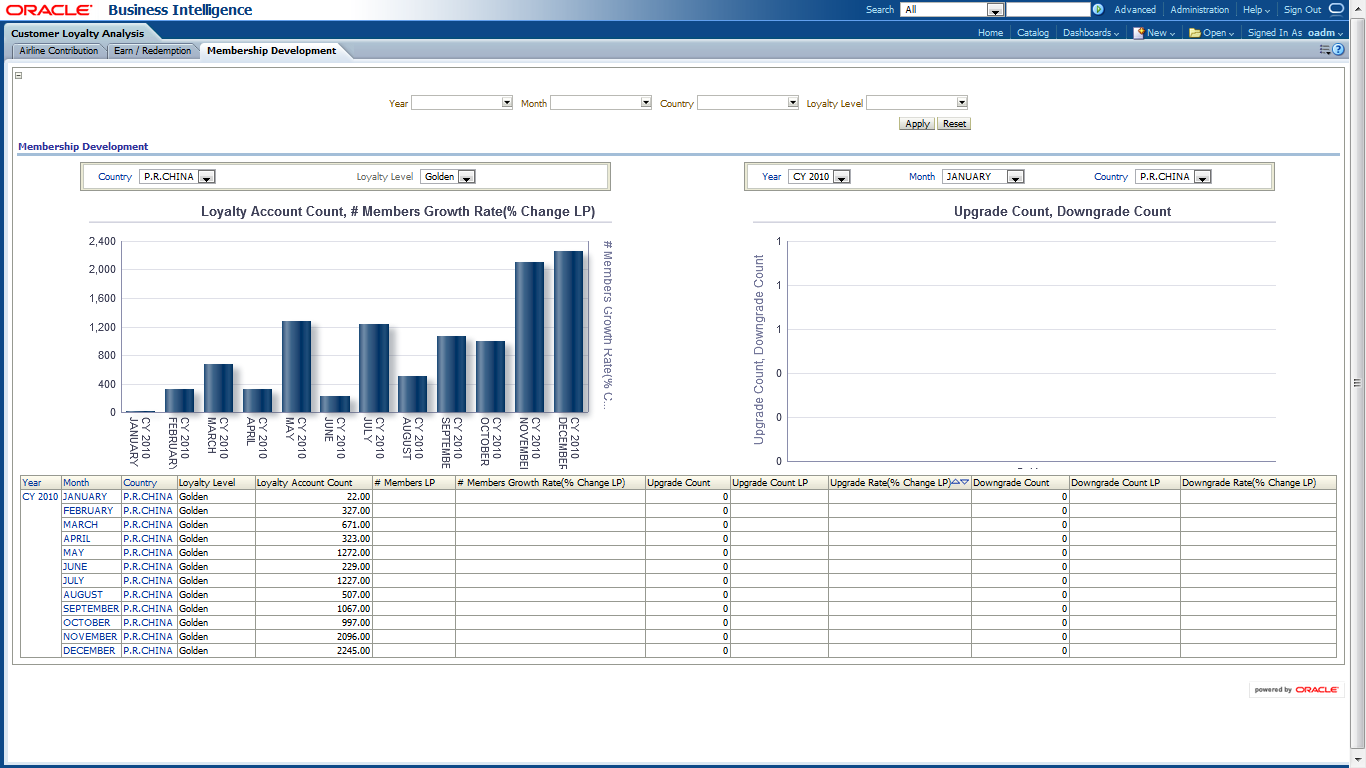 ORACLE Business Intelligence
Search All Advanced Administration Help Sign Out
Customer Loyalty Analysis
Home Catalog Dashboards New Open Signed In As oadm
Airline Contribution Earn / Redemption Membership Development
Year Month Country Loyalty Level
Apply Reset
Membership Development
Country P.R.CHINA Loyalty Level Golden
Year CY 2010 Month JANUARY Country P.R.CHINA
Loyalty Account Count, # Members Growth Rate(% Change LP)
2,400
2,000
1,600
1,200
800
400
0
# Members Growth Rate(% C...
CY 2010 JANUARY
CY 2010 FEBRUARY
CY 2010 MARCH
CY 2010 APRIL
CY 2010 MAY
CY 2010 JUNE
CY 2010 JULY
CY 2010 AUGUST
CY 2010 SEPTEMBE
CY 2010 OCTOBER
CY 2010 NOVEMBE
CY 2010 DECEMBER
Upgrade Count, Downgrade Count
Upgrade Count, Downgrade Count
1
1
1
0
0
0
Year Month Country Loyalty Level Loyalty Account Count # Members LP # Members Growth Rate(% Change LP) Upgrade Count Upgrade Count LP Upgrade Rate(% Change LP) Downgrade Count Downgrade Count LP Downgrade Rate(% Change LP)
CY 2010 JANUARY P.R.CHINA Golden 22.00 0 0
FEBRUARY P.R.CHINA Golden 327.00 0 0
MARCH P.R.CHINA Golden 671.00 0 0
APRIL P.R.CHINA Golden 323.00 0 0
MAY P.R.CHINA Golden 1272.00 0 0
JUNE P.R.CHINA Golden 229.00 0 0
JULY P.R.CHINA Golden 1227.00 0 0
AUGUST P.R.CHINA Golden 507.00 0 0
SEPTEMBER P.R.CHINA Golden 1067.00 0 0
OCTOBER P.R.CHINA Golden 997.00 0 0
NOVEMBER P.R.CHINA Golden 2096.00 0 0
DECEMBER P.R.CHINA Golden 2245.00 0 0
powered by ORACLE